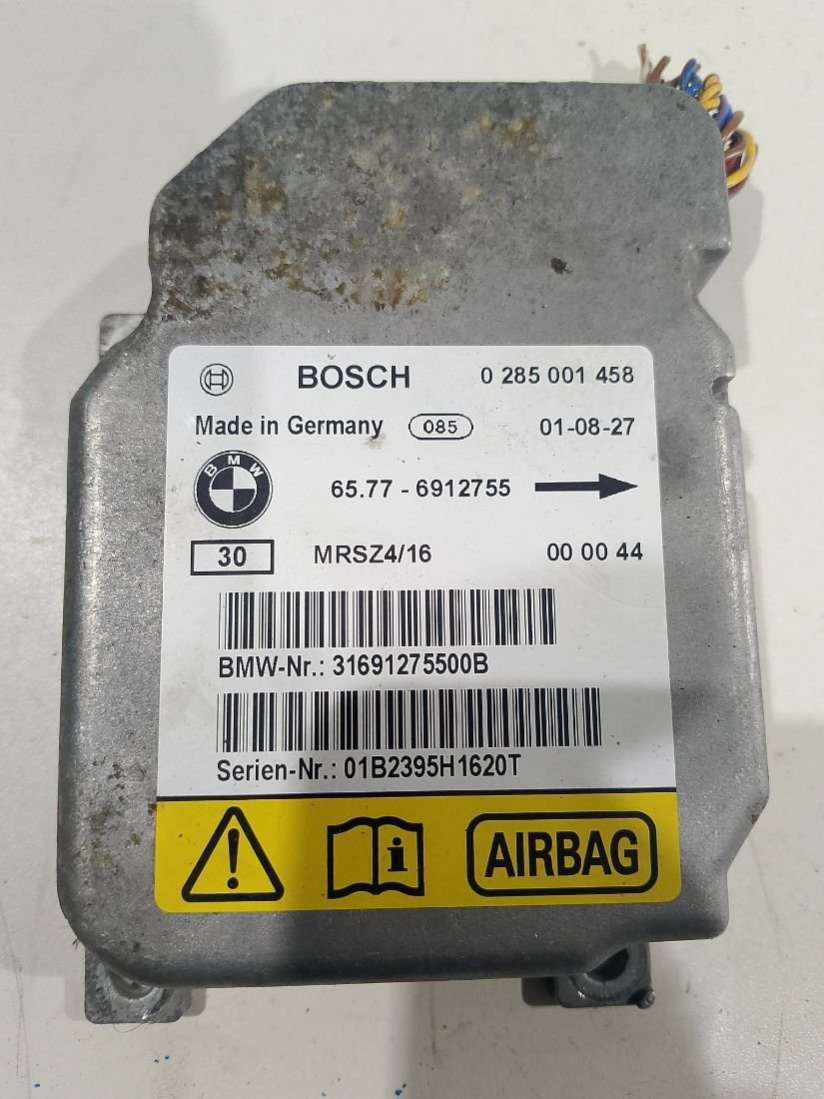 BOSCH 0 285 001 458
Made in Germany 085 01-08-27
BMW 65.77 - 6912755
30 MRSZ4/16 00 00 44
BMW-Nr.: 31691275500B
Serien-Nr.: 01B2395H1620T
! i AIRBAG